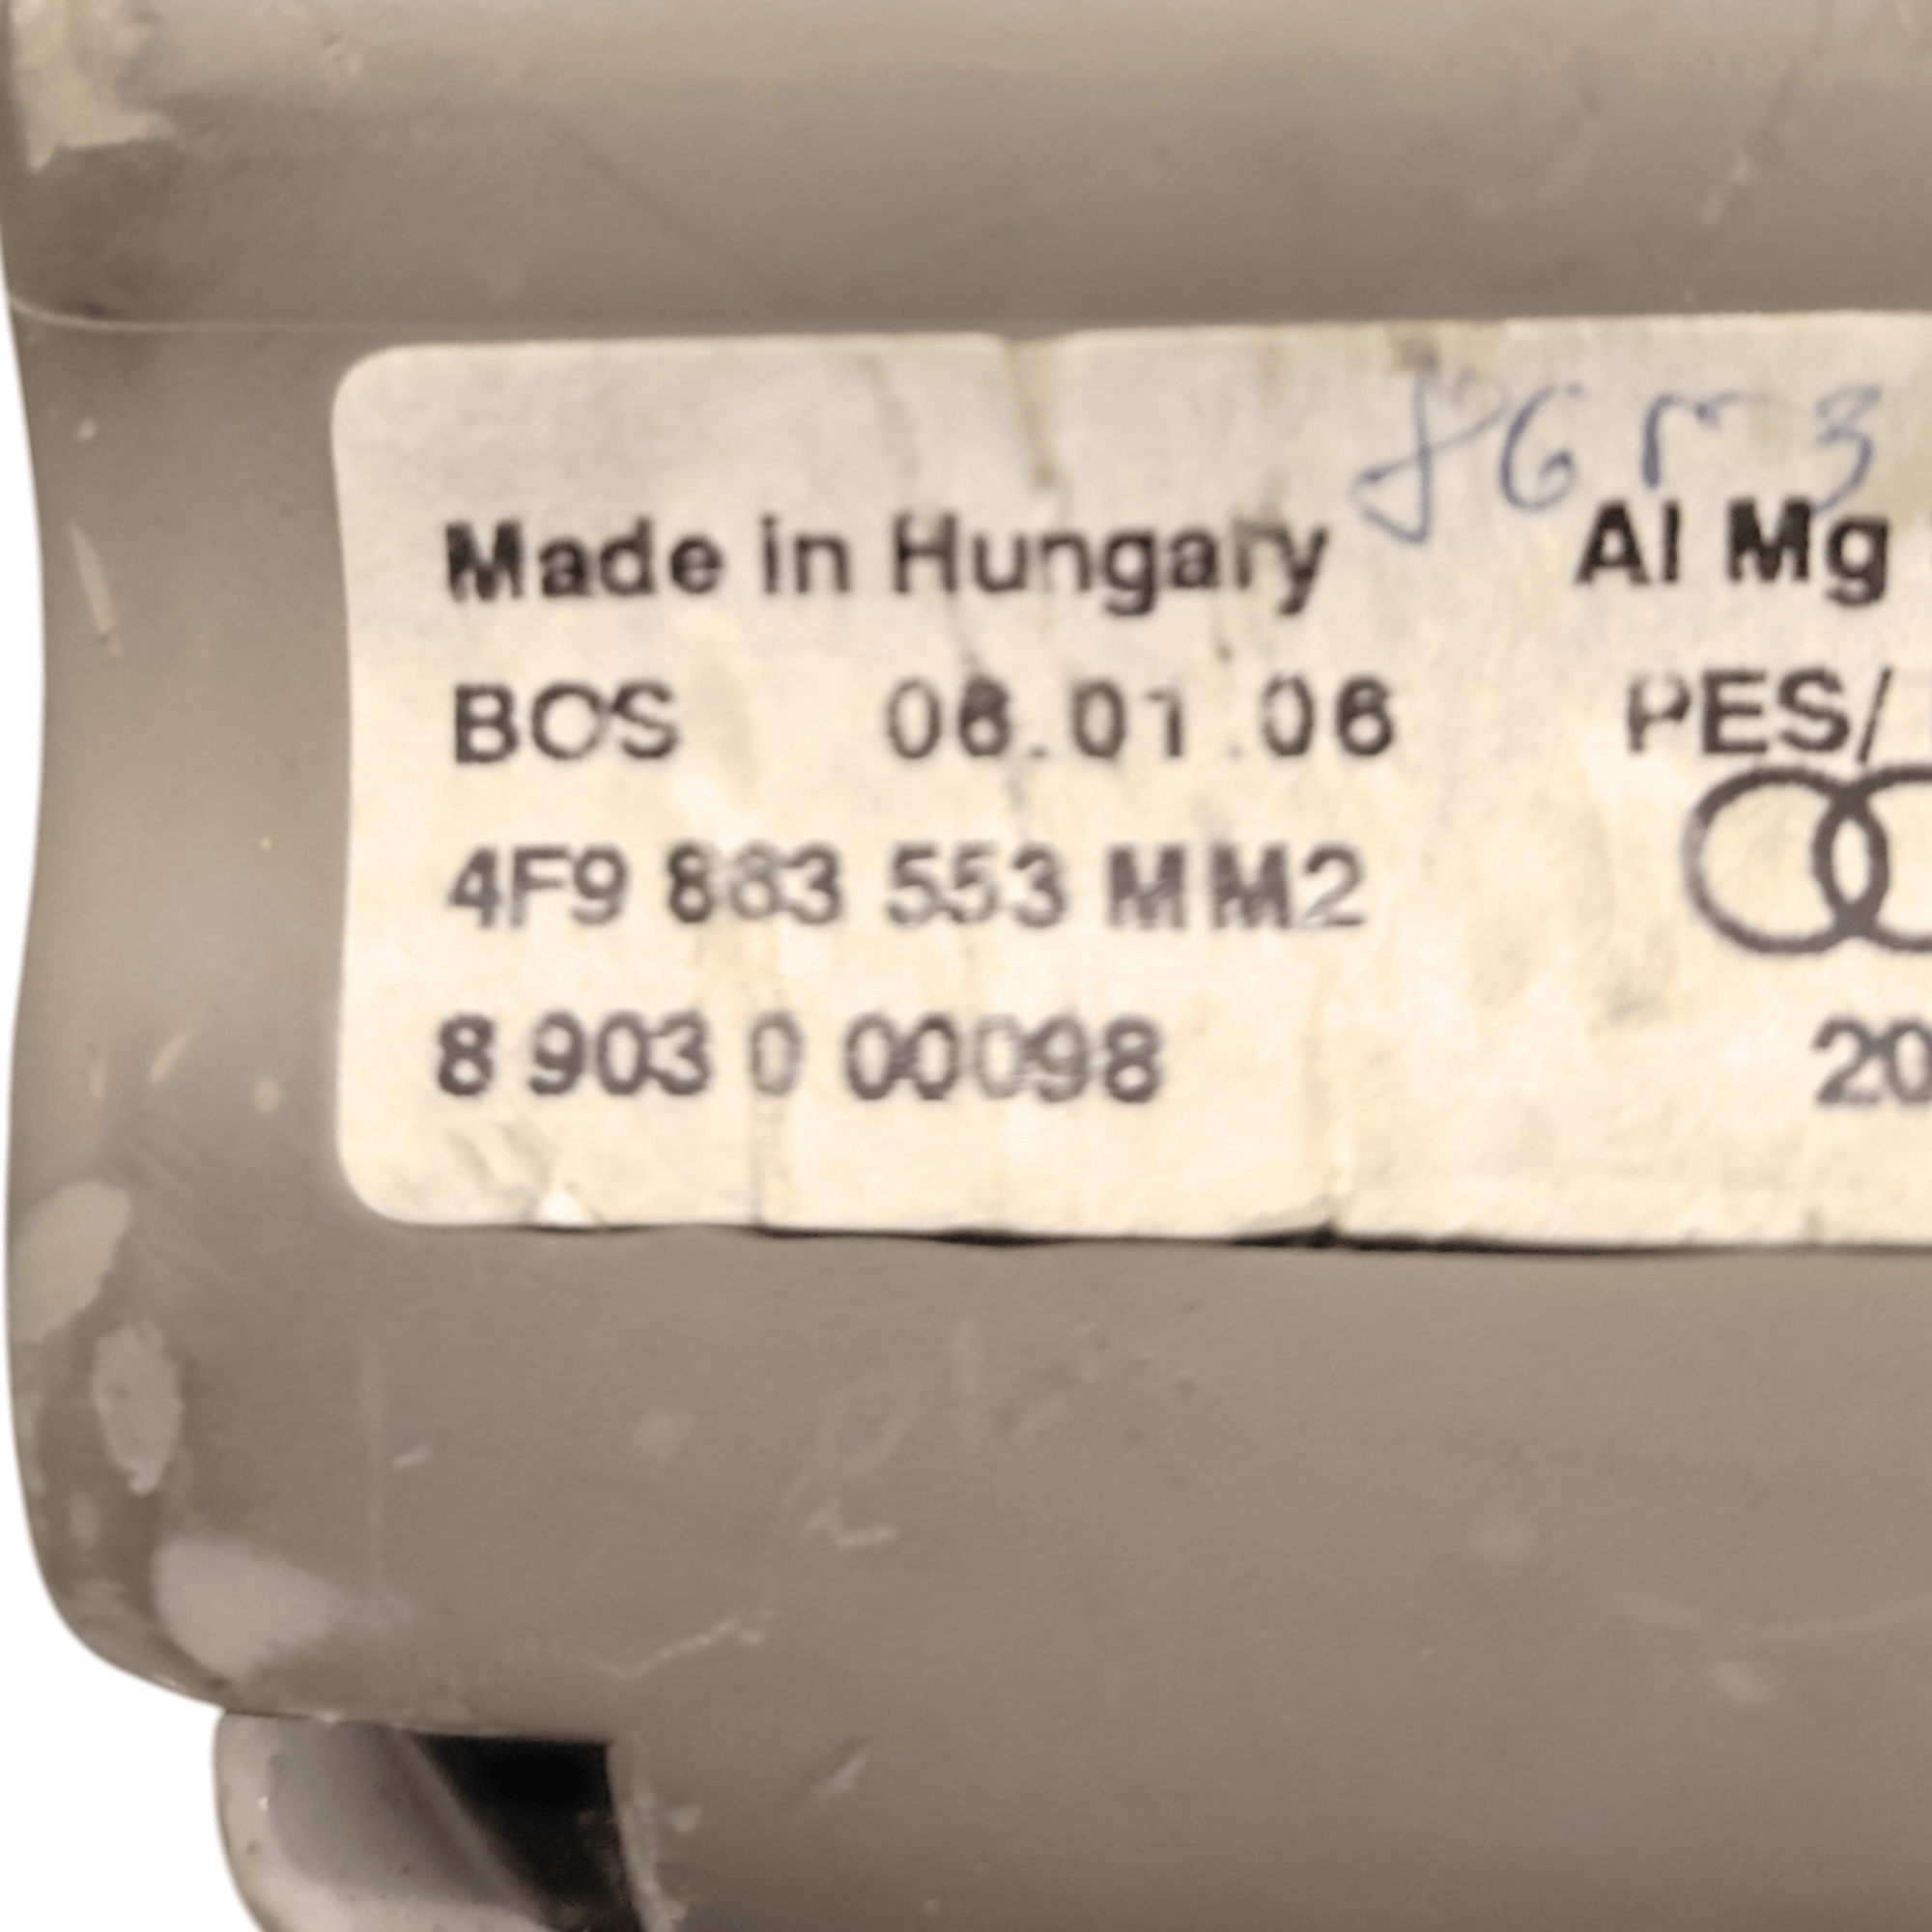 Made in Hungary Al Mg
BOS 06.01.06 PES/
4F9 863 553 M MM2
8 903 0 00098 20